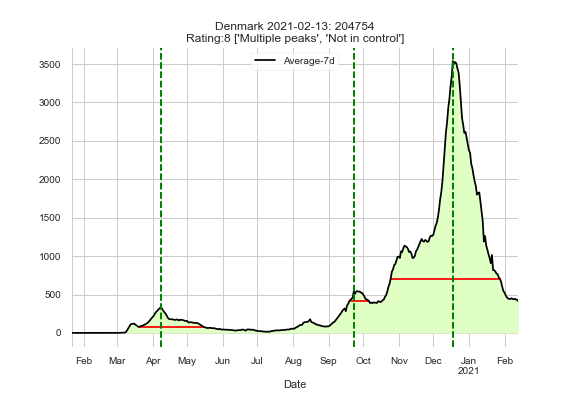 Denmark 2021-02-13: 204754
Rating:8 ['Multiple peaks', 'Not in control']
Average-7d
3500
3000
2500
2000
1500
1000
500
0
Feb Mar Apr May Jun Jul Aug Sep Oct Nov Dec Jan Feb
2021
Date